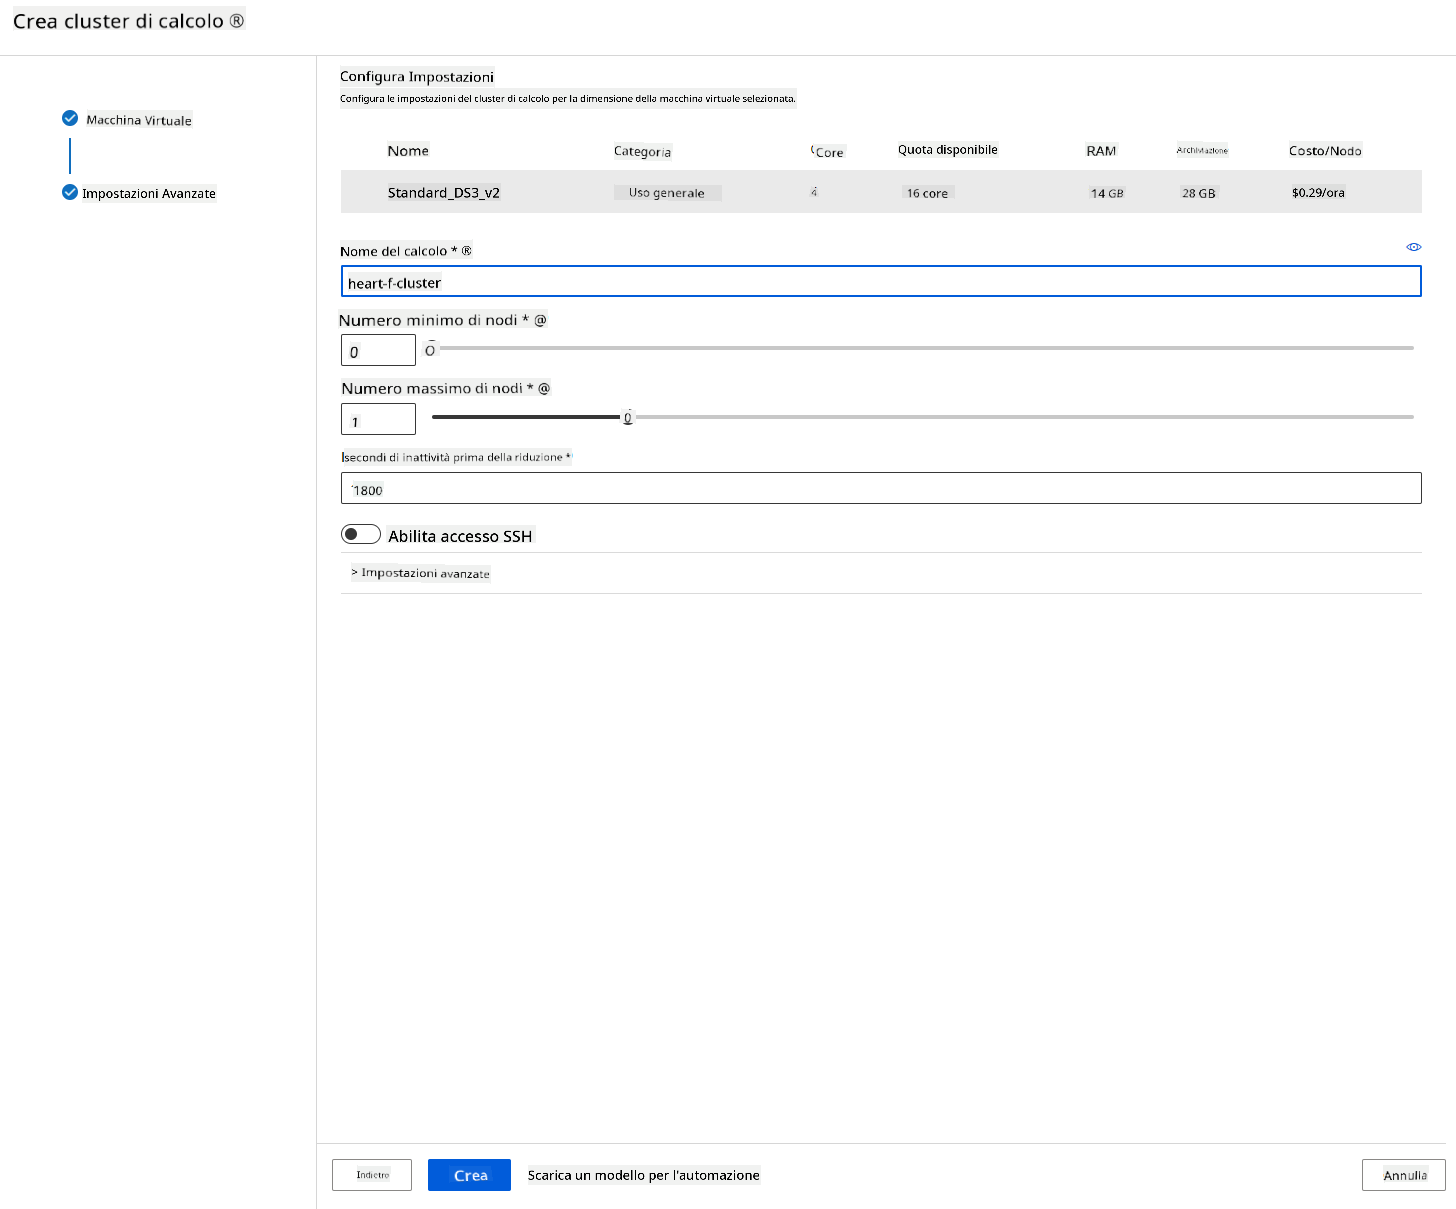 Crea cluster di calcolo ®
Macchina Virtuale
Impostazioni Avanzate
Configura Impostazioni
Configura le impostazioni del cluster di calcolo per la dimensione della macchina virtuale selezionata.
Nome Categoria Core Quota disponibile RAM Archiviazione Costo/Nodo
Standard_DS3_v2 Uso generale 4 16 core 14 GB 28 GB $0.29/ora
Nome del calcolo * ®
heart-f-cluster
Numero minimo di nodi * @
0
Numero massimo di nodi * @
1
secondi di inattività prima della riduzione *
1800
Abilita accesso SSH
> Impostazioni avanzate
Indietro Crea Scarica un modello per l'automazione Annulla